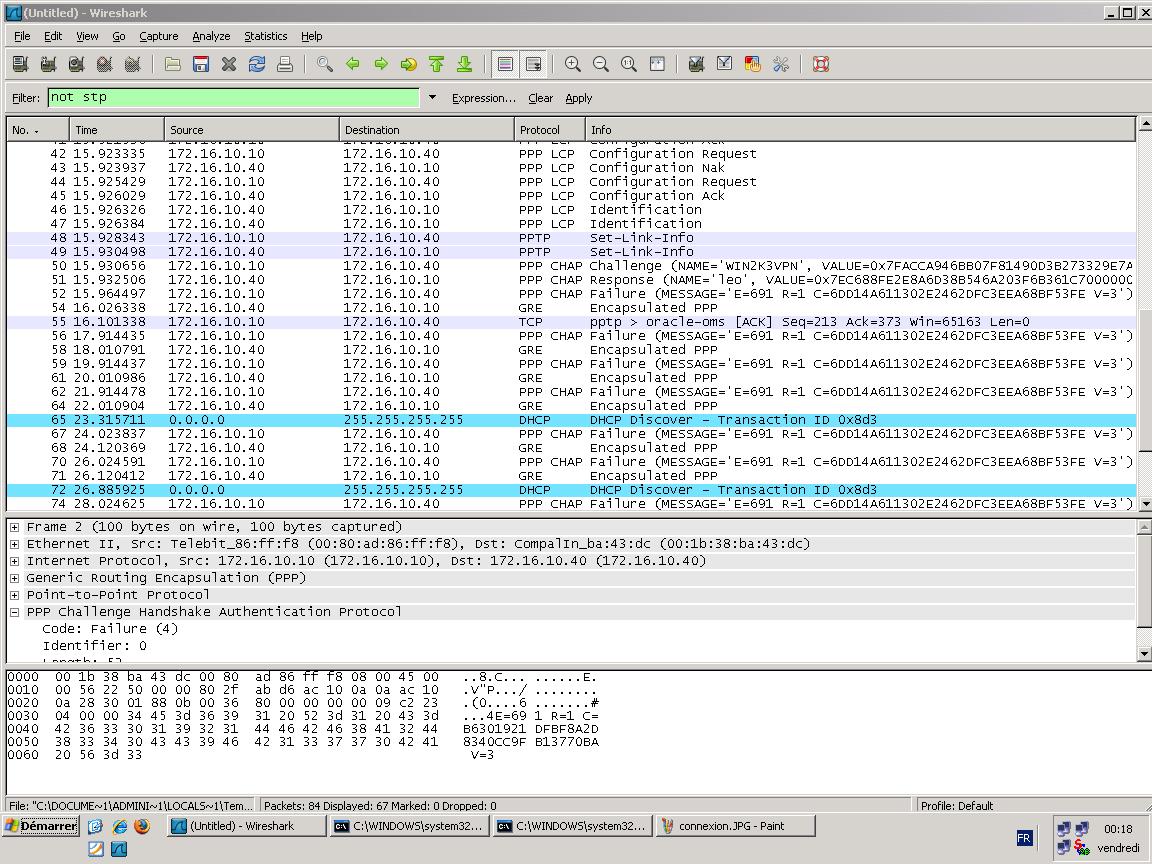 (Untitled) - Wireshark
File Edit View Go Capture Analyze Statistics Help
Filter: not stp Expression... Clear Apply
No. - Time Source Destination Protocol Info
42 15.923335 172.16.10.10 172.16.10.40 PPP LCP Configuration Request
43 15.923937 172.16.10.40 172.16.10.10 PPP LCP Configuration Nak
44 15.925429 172.16.10.10 172.16.10.40 PPP LCP Configuration Request
45 15.926029 172.16.10.40 172.16.10.10 PPP LCP Configuration Ack
46 15.926326 172.16.10.40 172.16.10.10 PPP LCP Identification
47 15.926384 172.16.10.40 172.16.10.10 PPP LCP Identification
48 15.928343 172.16.10.10 172.16.10.40 PPTP Set-Link-Info
49 15.930498 172.16.10.40 172.16.10.10 PPTP Set-Link-Info
50 15.930656 172.16.10.10 172.16.10.40 PPP CHAP Challenge (NAME='WIN2K3VPN', VALUE=0x7FACCA946BB07F81490D3B273329E7A
51 15.932506 172.16.10.40 172.16.10.10 PPP CHAP Response (NAME='leo', VALUE=0x7EC688FE2E8A6D38B546A203F6B361C7000000
52 15.964497 172.16.10.10 172.16.10.40 PPP CHAP Failure (MESSAGE='E=691 R=1 C=6DD14A611302E2462DFC3EEA68BF53FE V=3')
54 16.026338 172.16.10.40 172.16.10.10 GRE Encapsulated PPP
55 16.101338 172.16.10.10 172.16.10.40 TCP pptp > oracle-oms [ACK] Seq=213 Ack=373 Win=65163 Len=0
56 17.914435 172.16.10.10 172.16.10.40 PPP CHAP Failure (MESSAGE='E=691 R=1 C=6DD14A611302E2462DFC3EEA68BF53FE V=3')
58 18.010791 172.16.10.40 172.16.10.10 GRE Encapsulated PPP
59 19.914437 172.16.10.10 172.16.10.40 PPP CHAP Failure (MESSAGE='E=691 R=1 C=6DD14A611302E2462DFC3EEA68BF53FE V=3')
61 20.010986 172.16.10.40 172.16.10.10 GRE Encapsulated PPP
62 21.914478 172.16.10.10 172.16.10.40 PPP CHAP Failure (MESSAGE='E=691 R=1 C=6DD14A611302E2462DFC3EEA68BF53FE V=3')
64 22.010904 172.16.10.40 172.16.10.10 GRE Encapsulated PPP
65 23.315711 0.0.0.0 255.255.255.255 DHCP DHCP Discover - Transaction ID 0x8d3
67 24.023837 172.16.10.10 172.16.10.40 PPP CHAP Failure (MESSAGE='E=691 R=1 C=6DD14A611302E2462DFC3EEA68BF53FE V=3')
68 24.120369 172.16.10.40 172.16.10.10 GRE Encapsulated PPP
70 26.024591 172.16.10.10 172.16.10.40 PPP CHAP Failure (MESSAGE='E=691 R=1 C=6DD14A611302E2462DFC3EEA68BF53FE V=3')
71 26.120412 172.16.10.40 172.16.10.10 GRE Encapsulated PPP
72 26.885925 0.0.0.0 255.255.255.255 DHCP DHCP Discover - Transaction ID 0x8d3
74 28.024625 172.16.10.10 172.16.10.40 PPP CHAP Failure (MESSAGE='E=691 R=1 C=6DD14A611302E2462DFC3EEA68BF53FE V=3')
Frame 2 (100 bytes on wire, 100 bytes captured)
Ethernet II, Src: Telebit_86:ff:f8 (00:80:ad:86:ff:f8), Dst: CompalIn_ba:43:dc (00:1b:38:ba:43:dc)
Internet Protocol, Src: 172.16.10.10 (172.16.10.10), Dst: 172.16.10.40 (172.16.10.40)
Generic Routing Encapsulation (PPP)
Point-to-Point Protocol
PPP Challenge Handshake Authentication Protocol
Code: Failure (4)
Identifier: 0
0000 00 1b 38 ba 43 dc 00 80 ad 86 ff f8 08 00 45 00 ..8.C... ......E.
0010 00 56 22 50 00 00 80 2f ab d6 ac 10 0a 0a ac 10 .V"P.../ ........
0020 0a 28 30 01 88 0b 00 36 80 00 00 00 00 09 c2 23 .(0....6 .......#
0030 04 00 00 34 45 3d 36 39 31 20 52 3d 31 20 43 3d ...4E=69 1 R=1 C=
0040 42 36 33 30 31 39 32 31 44 46 42 46 38 41 32 44 B6301921 DFBF8A2D
0050 38 33 34 30 43 43 39 46 42 31 33 37 37 30 42 41 8340CC9F B13770BA
0060 20 56 3d 33 V=3
File: "C:\DOCUME~1\ADMINI~1\LOCALS~1\Tem... Packets: 84 Displayed: 67 Marked: 0 Dropped: 0 Profile: Default
Démarrer (Untitled) - Wireshark C:\WINDOWS\system32... C:\WINDOWS\system32... connexion.JPG - Paint FR 00:18
vendredi